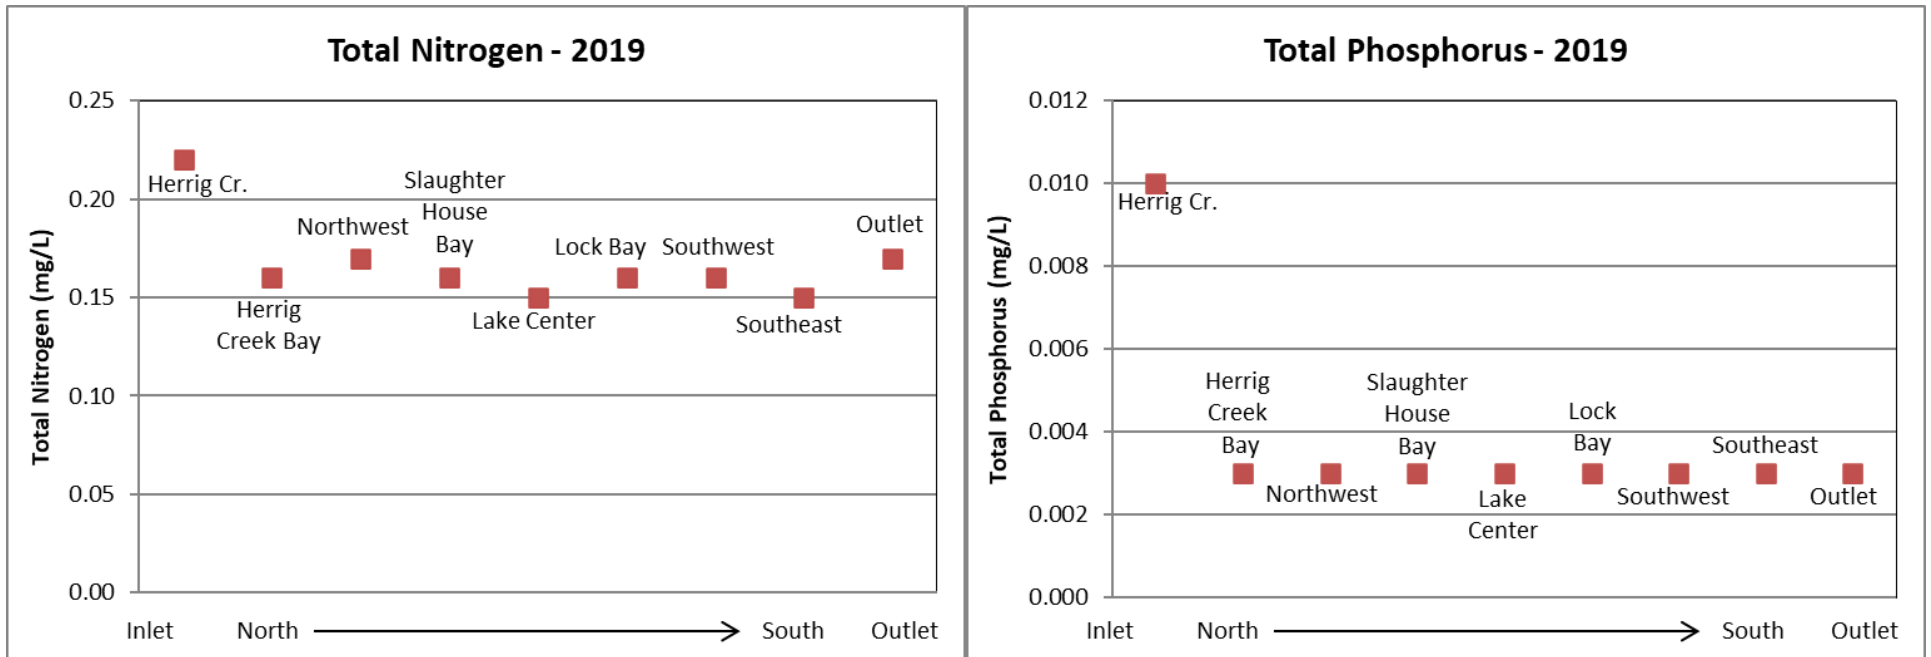 Total Nitrogen - 2019
Total Nitrogen (mg/L)
0.25
0.20
0.15
0.10
0.05
0.00
Herrig Cr.
Herrig
Creek Bay
Northwest
Slaughter
House
Bay
Lake Center
Lock Bay
Southwest
Southeast
Outlet
Inlet
North
South
Outlet
Total Phosphorus - 2019
Total Phosphorus (mg/L)
0.012
0.010
0.008
0.006
0.004
0.002
0.000
Herrig Cr.
Herrig
Creek
Bay
Northwest
Slaughter
House
Bay
Lake
Center
Lock
Bay
Southwest
Southeast
Outlet
Inlet
North
South
Outlet